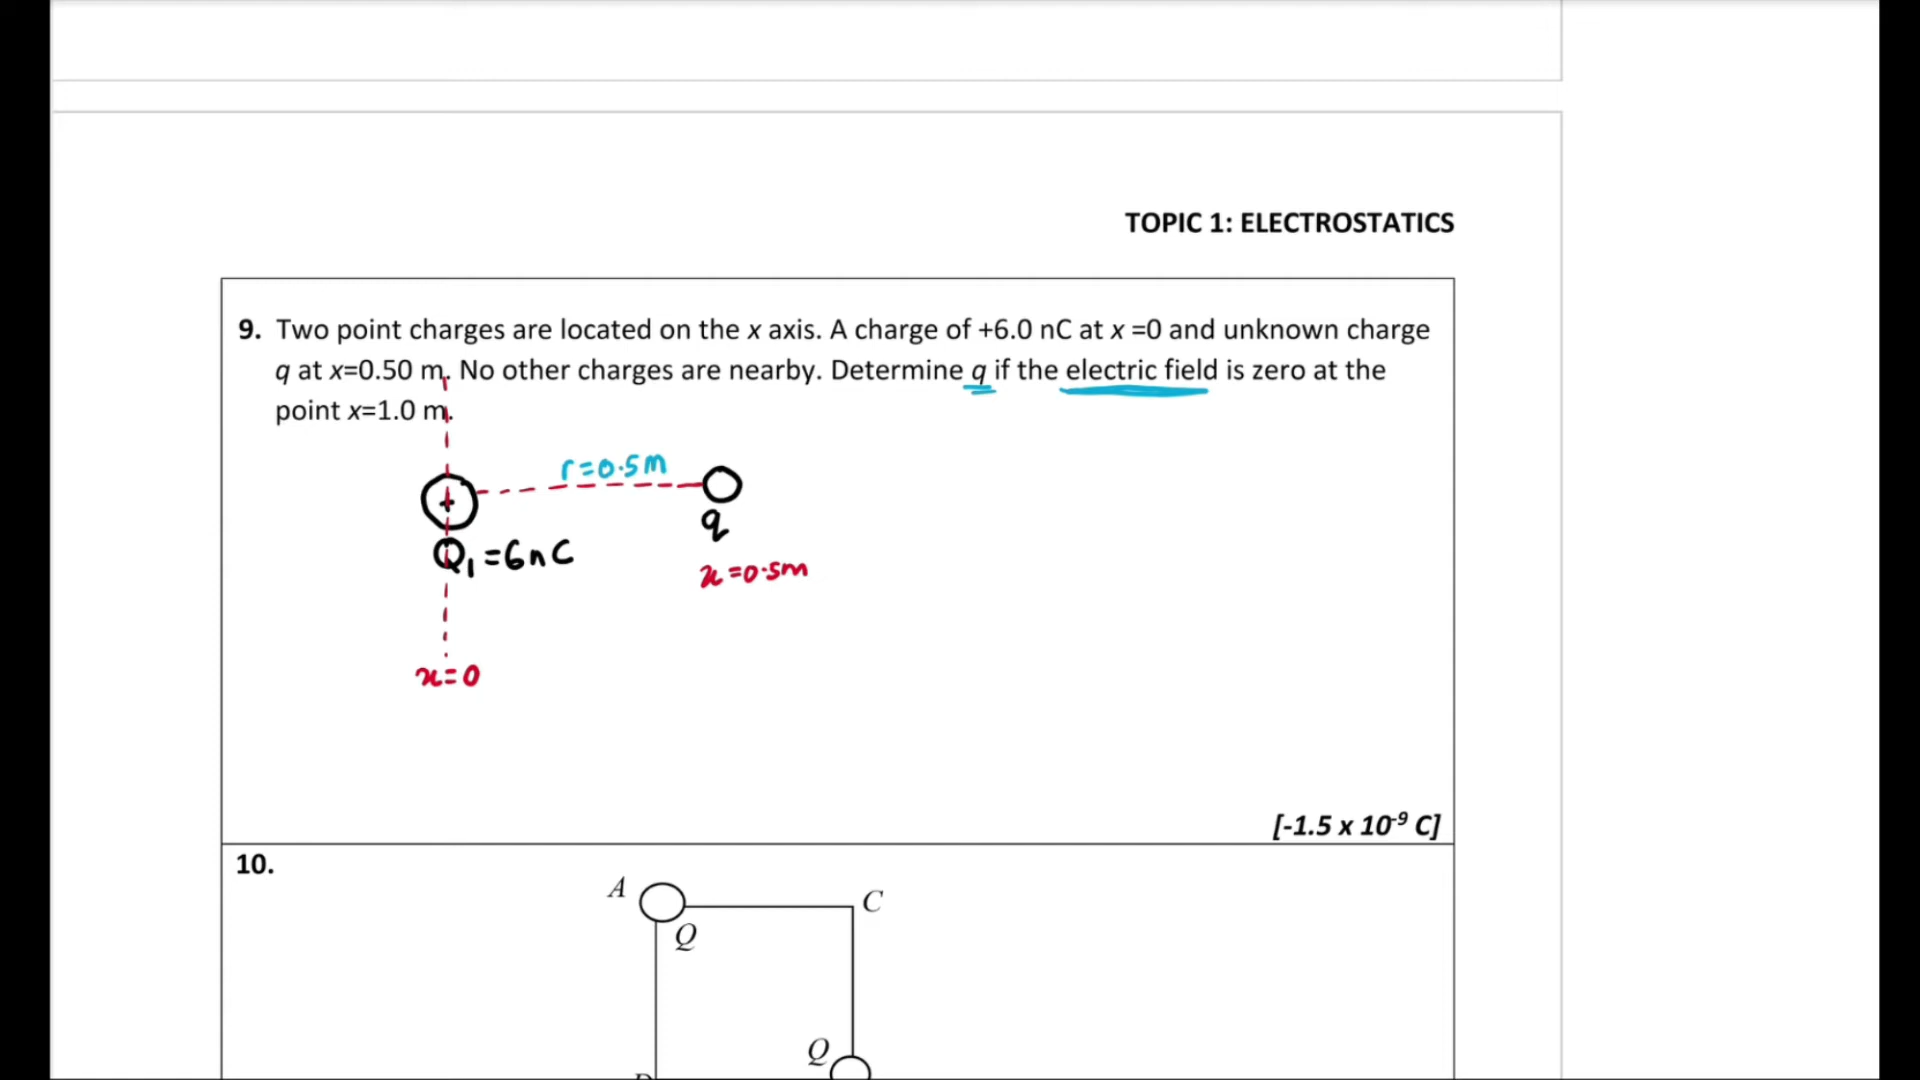 TOPIC 1: ELECTROSTATICS
9. Two point charges are located on the x axis. A charge of +6.0 nC at x =0 and unknown charge
q at x=0.50 m. No other charges are nearby. Determine q if the electric field is zero at the
point x=1.0 m.
r=0.5m
+
q
Q₁=6nC
x=0.5m
x=0
[-1.5 x 10⁻⁹ C]
10.
A
C
Q
Q